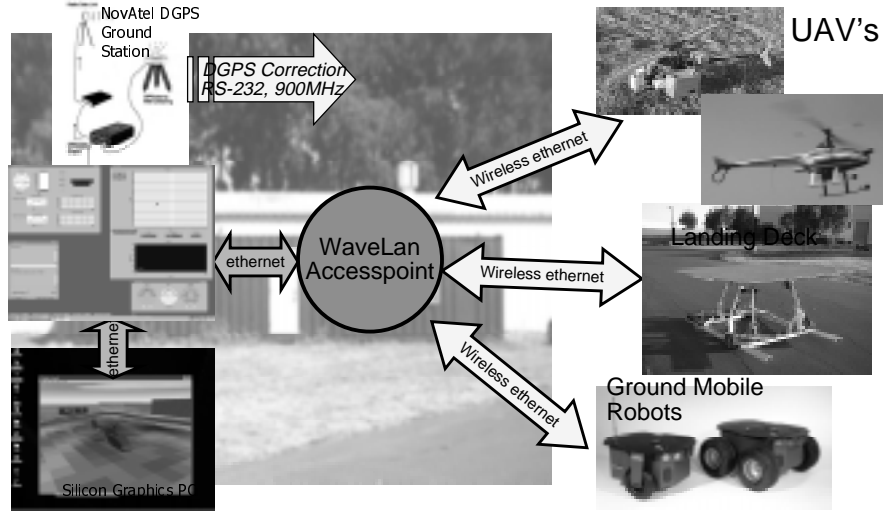 NovAtel DGPS
Ground
Station
DGPS Correction
RS-232, 900MHz
UAV's
Wireless ethernet
WaveLan
Accesspoint
ethernet
Wireless ethernet
Landing Deck
etherne
Wireless ethernet
Ground Mobile
Robots
Silicon Graphics PC